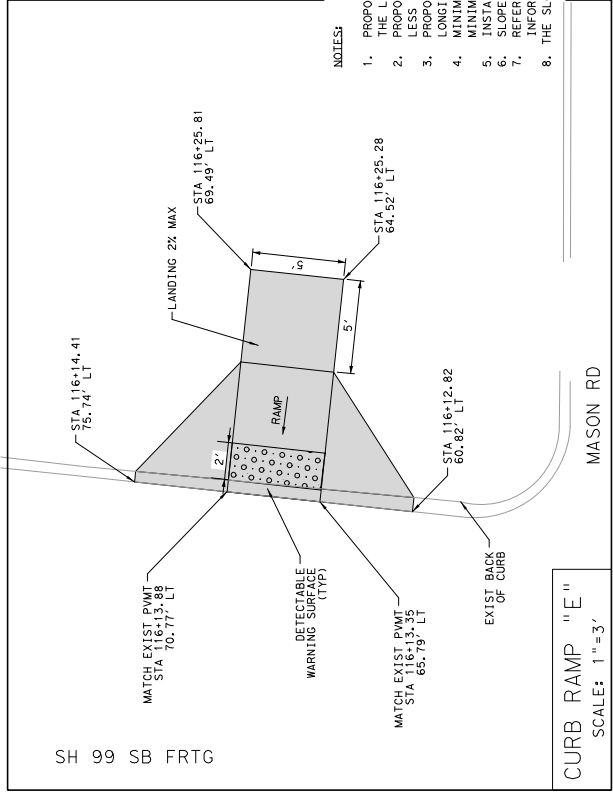 NOTES:
1. PROPO
THE L
2. PROPO
LESS
3. PROPO
LONGI
4. MINIM
MINIM
5. INSTA
6. SLOPE
7. REFER
INFOR
8. THE SL
STA 116+25.81
69.49' LT
LANDING 2% MAX
STA 116+25.28
64.52' LT
5'
5'
STA 116+14.41
75.74' LT
RAMP
2'
STA 116+12.82
60.82' LT
MATCH EXIST PVMT
STA 116+13.88
70.77' LT
DETECTABLE
WARNING SURFACE
(TYP)
MATCH EXIST PVMT
STA 116+13.35
65.79' LT
EXIST BACK
OF CURB
MASON RD
SH 99 SB FRTG
CURB RAMP "E"
SCALE: 1"=3'